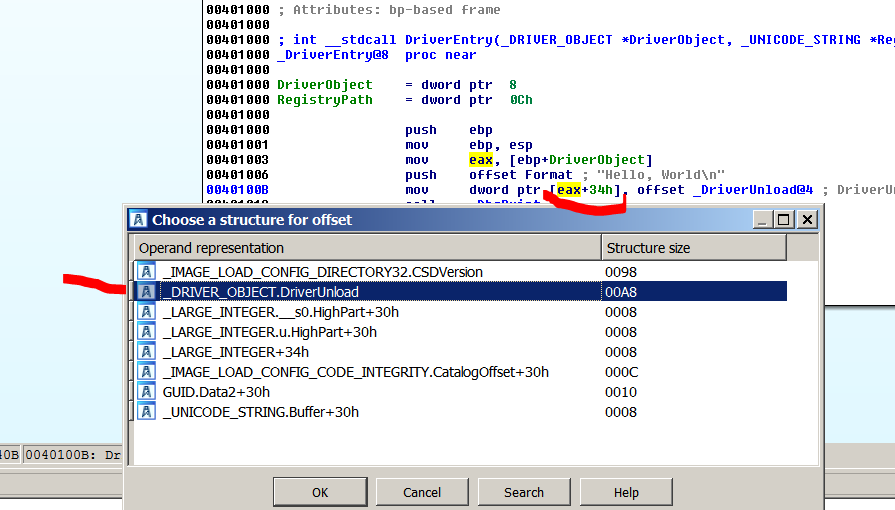 00401000 ; Attributes: bp-based frame
00401000
00401000 ; int __stdcall DriverEntry(_DRIVER_OBJECT *DriverObject, _UNICODE_STRING *Re
00401000 _DriverEntry@8 proc near
00401000
00401000 DriverObject = dword ptr 8
00401000 RegistryPath = dword ptr 0Ch
00401000
00401000 push ebp
00401001 mov ebp, esp
00401003 mov eax, [ebp+DriverObject]
00401006 push offset Format ; "Hello, World\n"
0040100B mov dword ptr [eax+34h], offset _DriverUnload@4 ; DriverU
Choose a structure for offset
Operand representation Structure size
_IMAGE_LOAD_CONFIG_DIRECTORY32.CSDVersion 0098
_DRIVER_OBJECT.DriverUnload 00A8
_LARGE_INTEGER.__s0.HighPart+30h 0008
_LARGE_INTEGER.u.HighPart+30h 0008
_LARGE_INTEGER+34h 0008
_IMAGE_LOAD_CONFIG_CODE_INTEGRITY.CatalogOffset+30h 000C
GUID.Data2+30h 0010
_UNICODE_STRING.Buffer+30h 0008
40B 0040100B: Dr
OK Cancel Search Help